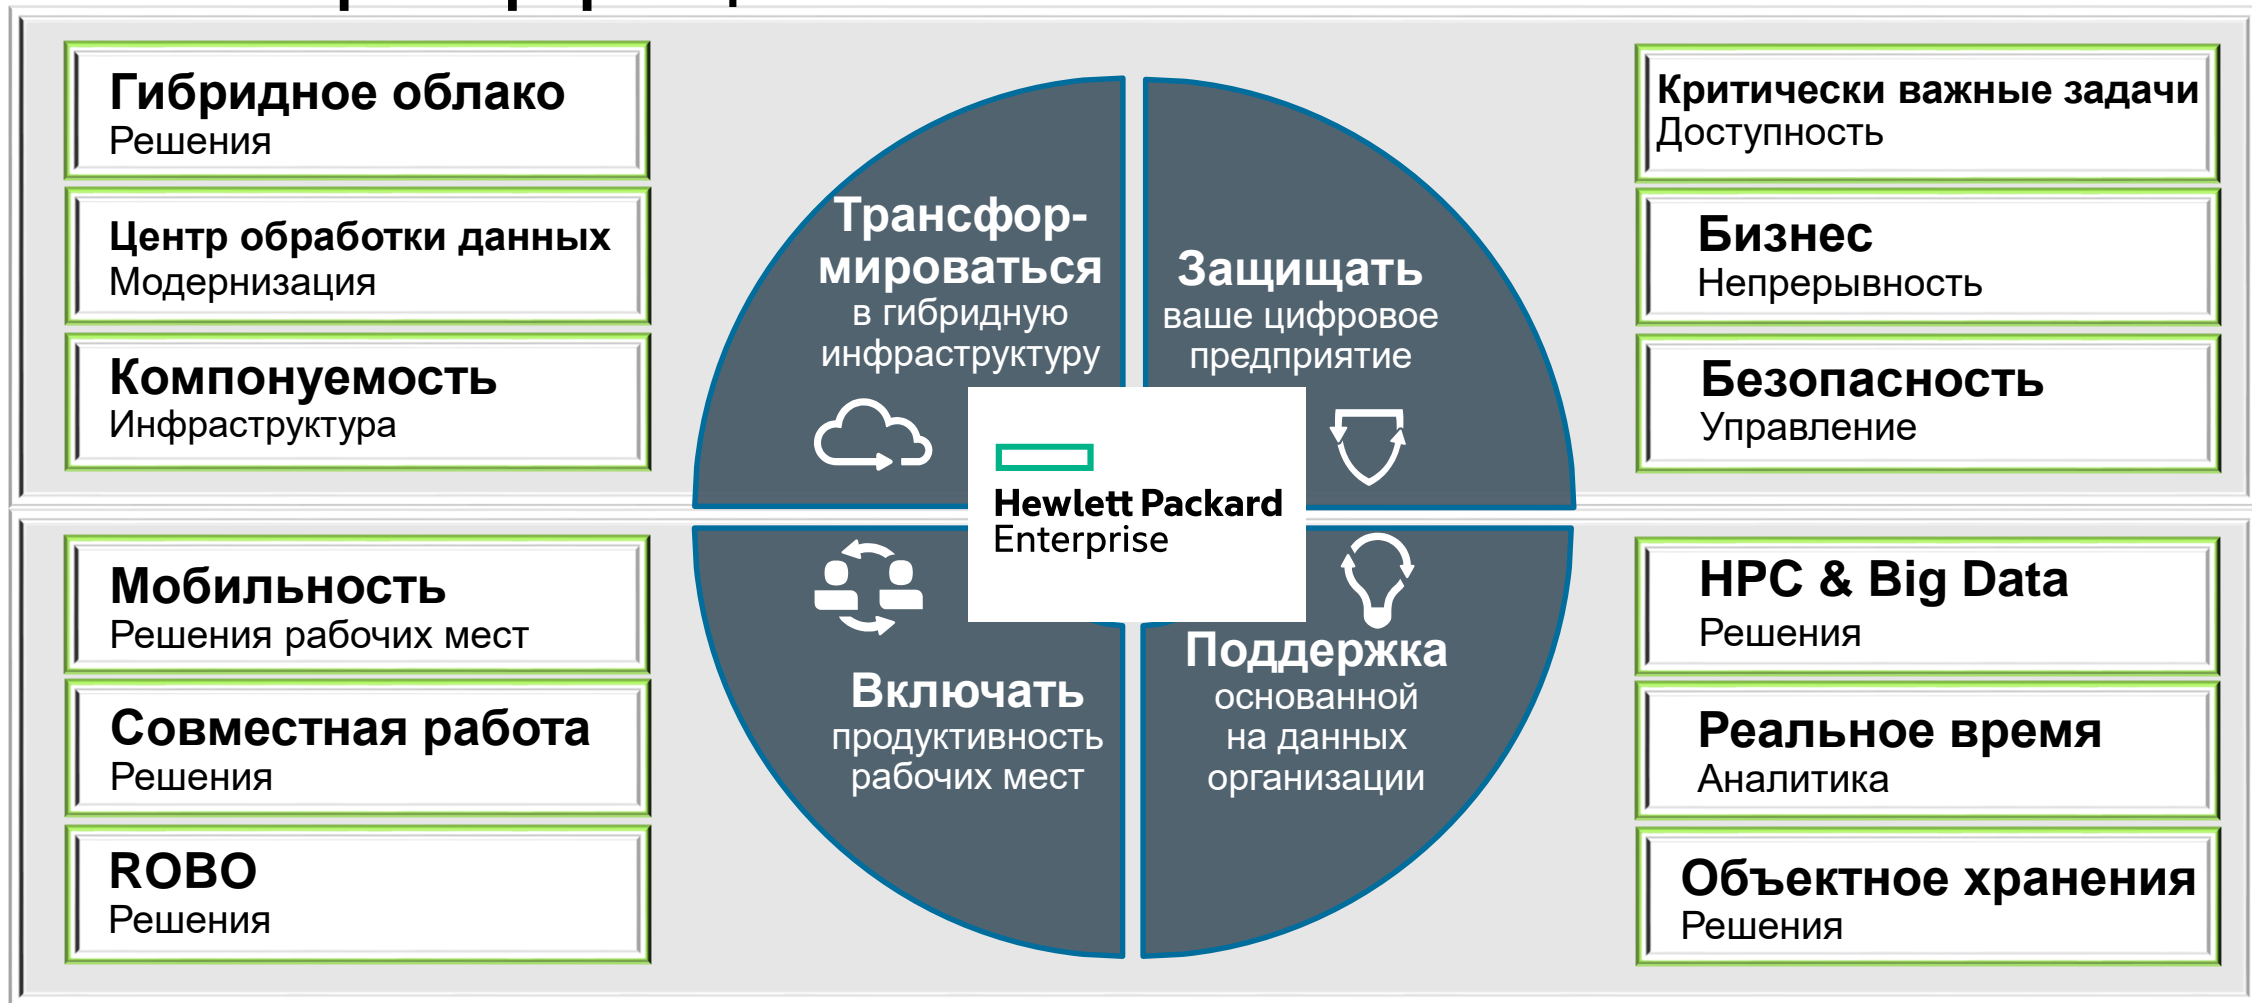 Гибридное облако
Решения
Центр обработки данных
Модернизация
Компонуемость
Инфраструктура
Трансфор-
мироваться
в гибридную
инфраструктуру
Защищать
ваше цифровое
предприятие
Критически важные задачи
Доступность
Бизнес
Непрерывность
Безопасность
Управление
Hewlett Packard
Enterprise
Мобильность
Решения рабочих мест
Совместная работа
Решения
ROBO
Решения
Включать
продуктивность
рабочих мест
Поддержка
основанной
на данных
организации
HPC & Big Data
Решения
Реальное время
Аналитика
Объектное хранения
Решения